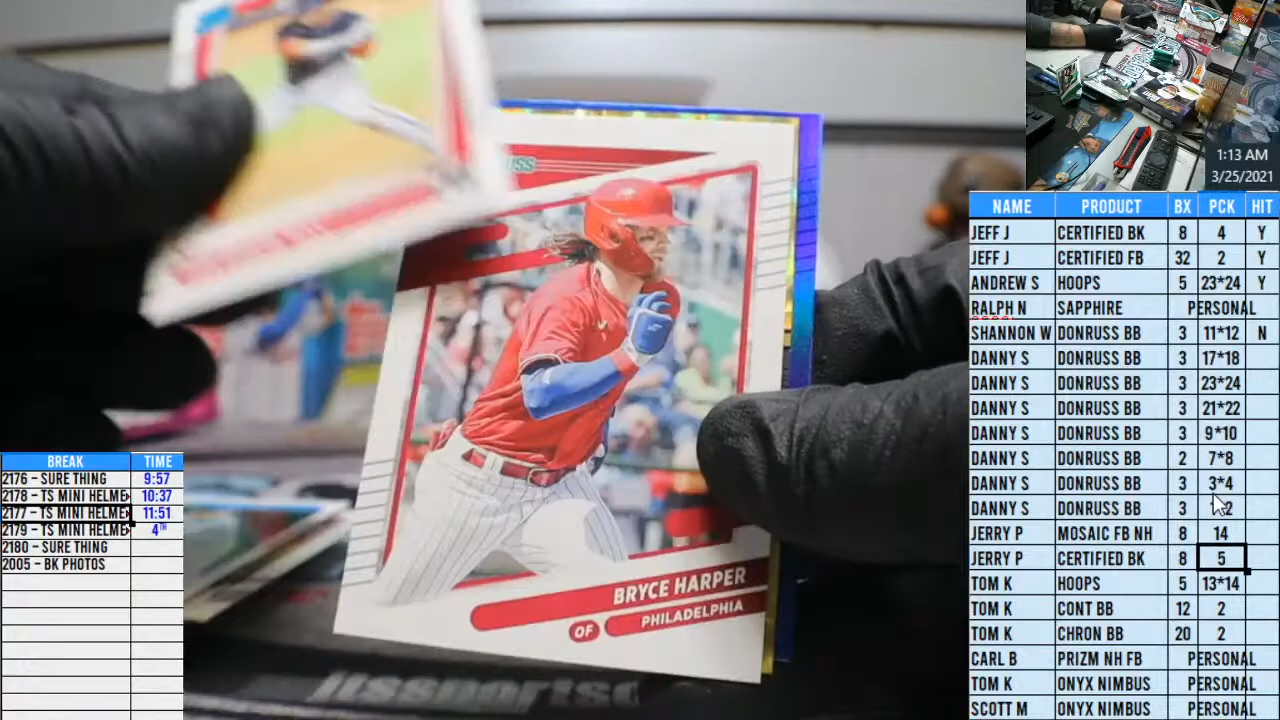 BRYCE HARPER
OF PHILADELPHIA
1:13 AM
3/25/2021
NAME PRODUCT BX PCK HIT
JEFF J CERTIFIED BK 8 4 Y
JEFF J CERTIFIED FB 32 2 Y
ANDREW S HOOPS 5 23*24 Y
RALPH N SAPPHIRE PERSONAL
SHANNON W DONRUSS BB 3 11*12 N
DANNY S DONRUSS BB 3 17*18
DANNY S DONRUSS BB 3 23*24
DANNY S DONRUSS BB 3 21*22
DANNY S DONRUSS BB 3 9*10
DANNY S DONRUSS BB 2 7*8
DANNY S DONRUSS BB 3 3*4
DANNY S DONRUSS BB 3
JERRY P MOSAIC FB NH 8 14
JERRY P CERTIFIED BK 8 5
TOM K HOOPS 5 13*14
TOM K CONT BB 12 2
TOM K CHRON BB 20 2
CARL B PRIZM NH FB PERSONAL
TOM K ONYX NIMBUS PERSONAL
SCOTT M ONYX NIMBUS PERSONAL
BREAK TIME
2176 – SURE THING 9:57
2178 – TS MINI HELME 10:37
2177 – TS MINI HELME 11:51
2179 – TS MINI HELME 4TH
2180 – SURE THING
2005 – BK PHOTOS